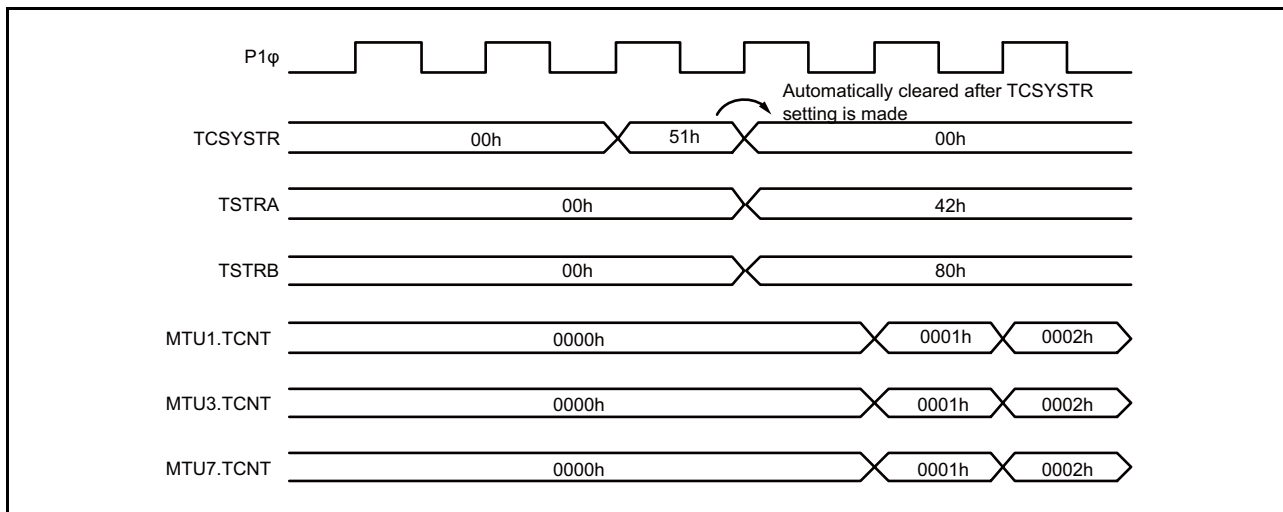 P1φ
Automatically cleared after TCSYSTR
setting is made
TCSYSTR 00h 51h 00h
TSTRA 00h 42h
TSTRB 00h 80h
MTU1.TCNT 0000h 0001h 0002h
MTU3.TCNT 0000h 0001h 0002h
MTU7.TCNT 0000h 0001h 0002h